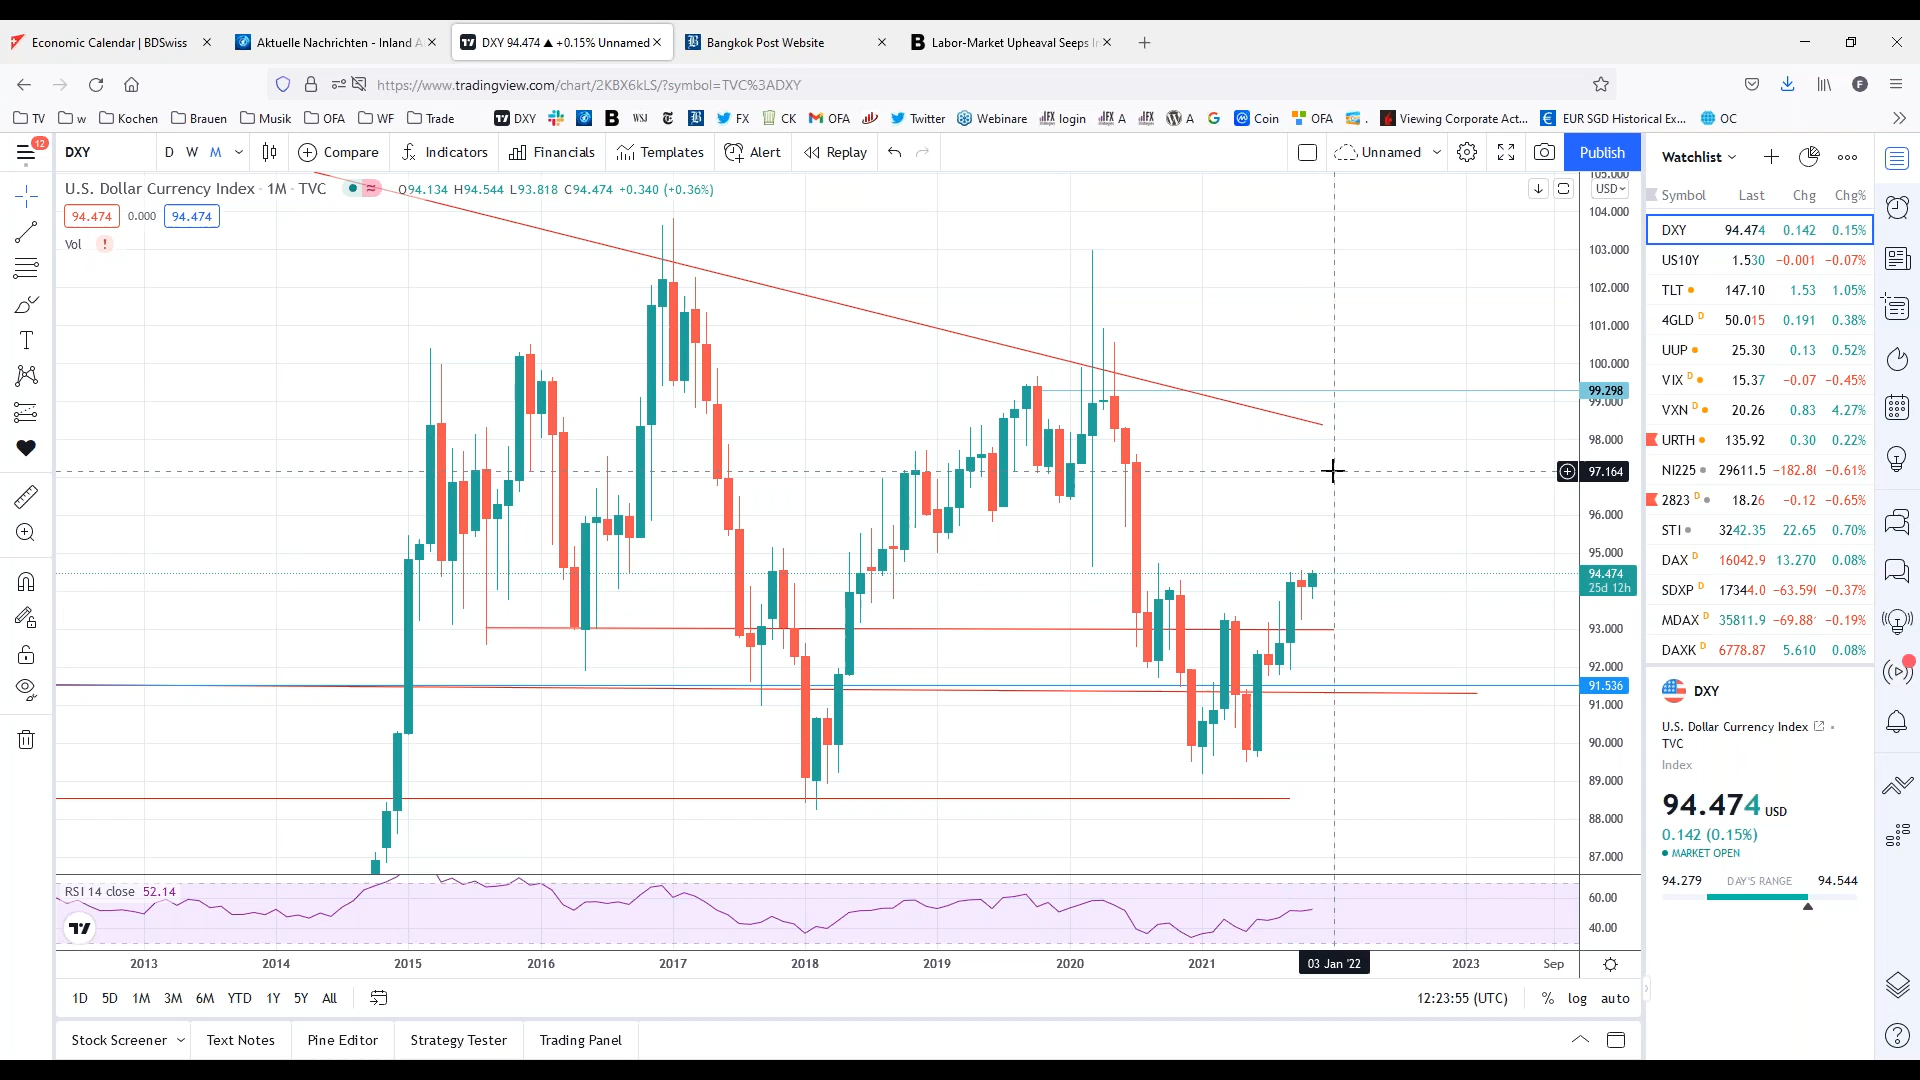 Economic Calendar | BDSwiss
Aktuelle Nachrichten - Inland A
DXY 94.474 ▲ +0.15% Unnamed
Bangkok Post Website
Labor-Market Upheaval Seeps In
https://www.tradingview.com/chart/2KBX6kLS/?symbol=TVC%3ADXY
TV w Kochen Brauen Musik OFA WF Trade DXY FX CK OFA Twitter Webinare login A A Coin OFA . Viewing Corporate Act... EUR SGD Historical Ex... OC
12
DXY D W M Compare Indicators Financials Templates Alert Replay Unnamed Publish
U.S. Dollar Currency Index · 1M · TVC O94.134 H94.544 L93.818 C94.474 +0.340 (+0.36%)
94.474 0.000 94.474
Vol !
USD
105.000
104.000
103.000
102.000
101.000
100.000
99.298
99.000
98.000
97.164
96.000
95.000
94.474
25d 12h
93.000
92.000
91.536
91.000
90.000
89.000
88.000
87.000
RSI 14 close 52.14
60.00
40.00
2013 2014 2015 2016 2017 2018 2019 2020 2021 03 Jan '22 2023 Sep
1D 5D 1M 3M 6M YTD 1Y 5Y All 12:23:55 (UTC) % log auto
Stock Screener Text Notes Pine Editor Strategy Tester Trading Panel
Watchlist
Symbol Last Chg Chg%
DXY 94.474 0.142 0.15%
US10Y 1.530 −0.001 −0.07%
TLT 147.10 1.53 1.05%
4GLD D 50.015 0.191 0.38%
UUP 25.30 0.13 0.52%
VIX D 15.37 −0.07 −0.45%
VXN D 20.26 0.83 4.27%
URTH 135.92 0.30 0.22%
NI225 29611.5 −182.8 −0.61%
2823 D 18.26 −0.12 −0.65%
STI 3242.35 22.65 0.70%
DAX D 16042.9 13.270 0.08%
SDXP D 17344.0 −63.590 −0.37%
MDAX D 35811.9 −69.88 −0.19%
DAXK D 6778.87 5.610 0.08%
DXY
U.S. Dollar Currency Index
TVC
Index
94.474 USD
0.142 (0.15%)
MARKET OPEN
94.279 DAY'S RANGE 94.544